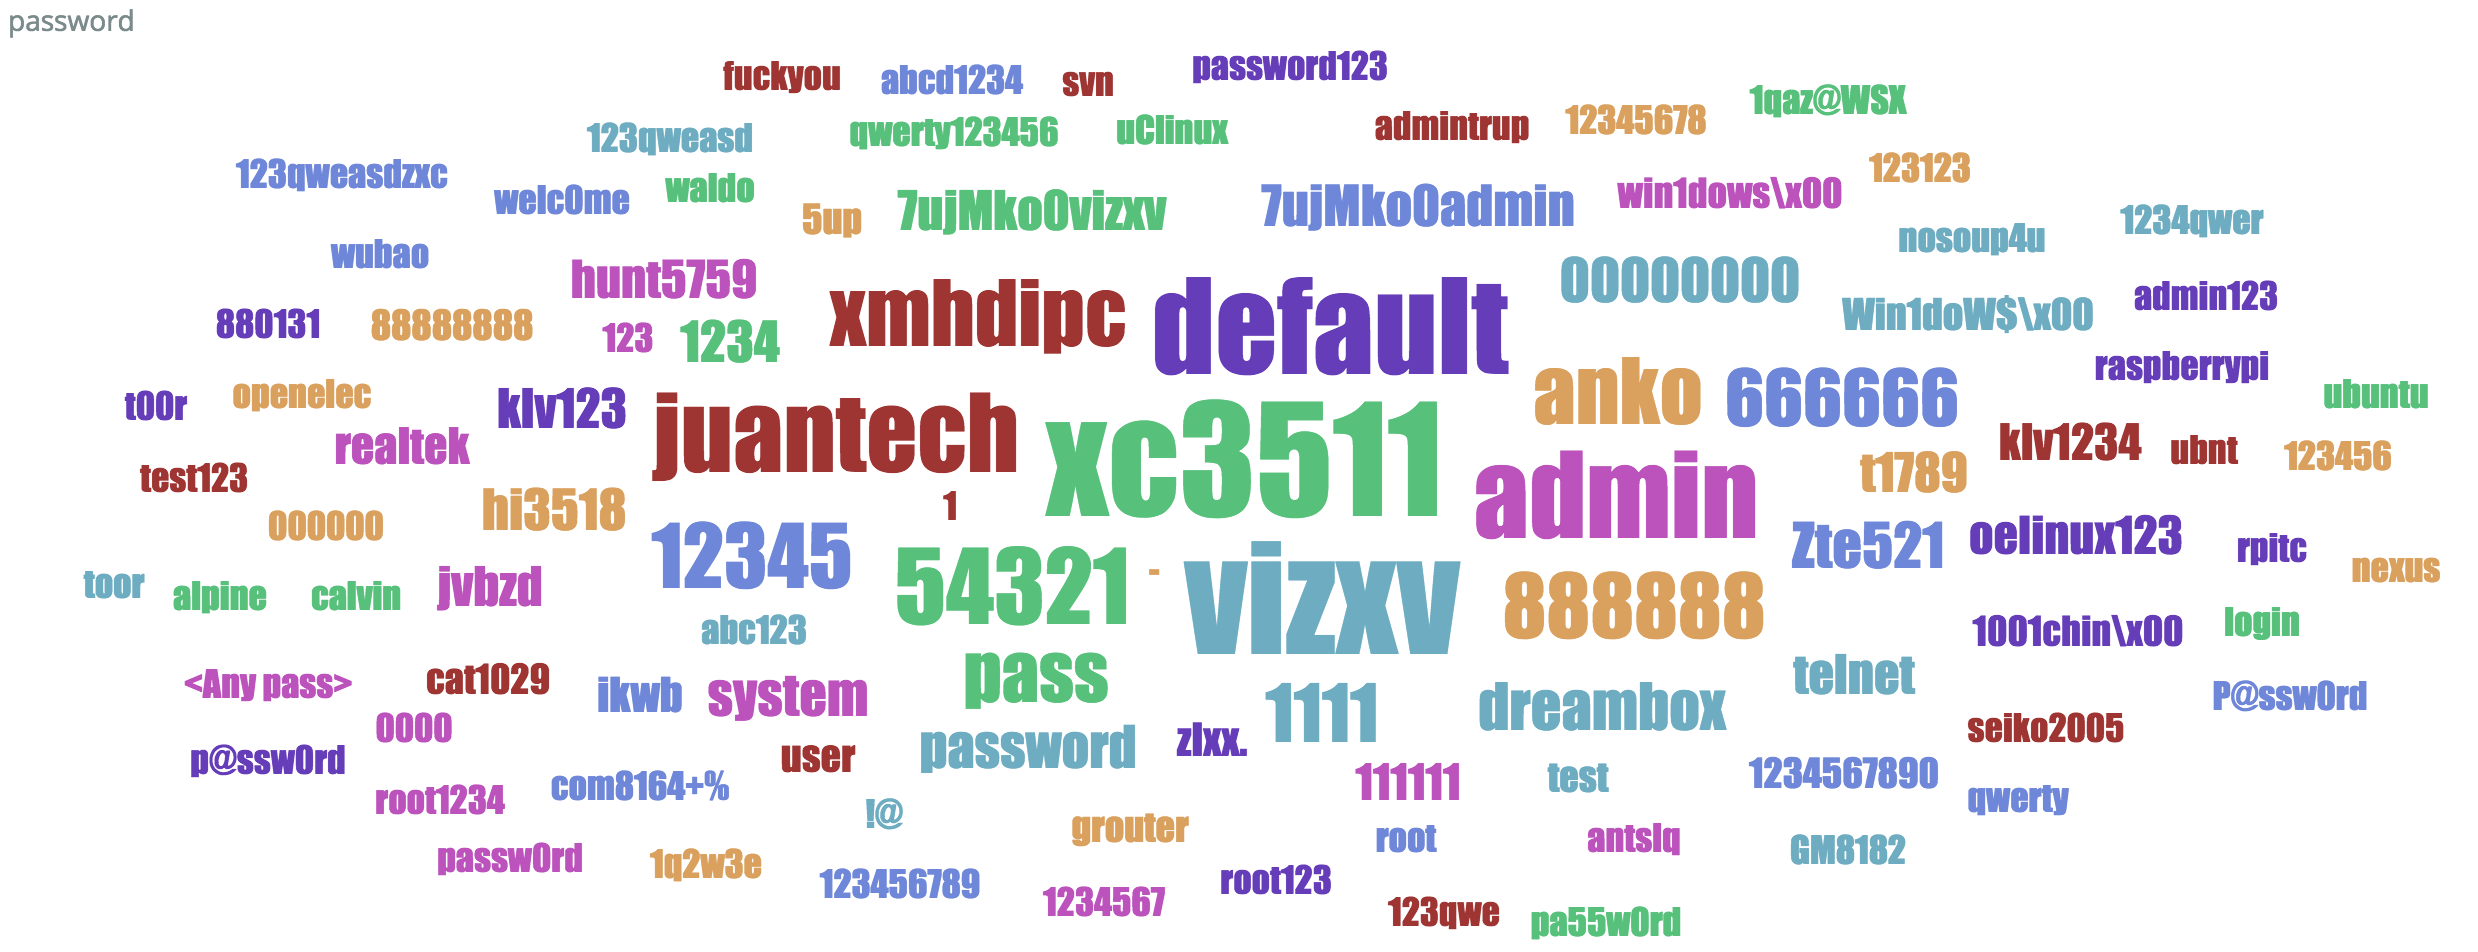 password
fuckyou
abcd1234
svn
password123
1qaz@WSX
123qweasd
qwerty123456
uClinux
admintrup
12345678
123qweasdzxc
welc0me
waldo
5up
7ujMko0vizxv
7ujMko0admin
win1dows\x00
123123
1234qwer
nosoup4u
wubao
hunt5759
xmhdipc
default
00000000
Win1doW$\x00
admin123
880131
88888888
123
1234
raspberrypi
t00r
openelec
klv123
juantech
xc3511
anko
666666
ubuntu
realtek
klv1234
ubnt
123456
test123
hi3518
1
admin
t1789
000000
12345
54321
-
vizxv
888888
Zte521
oelinux123
rpitc
nexus
toor
alpine
calvin
jvbzd
abc123
pass
1001chin\x00
login
<Any pass>
cat1029
ikwb
system
1111
dreambox
telnet
P@ssw0rd
0000
user
password
zlxx.
seiko2005
p@ssw0rd
root1234
com8164+%
!@
111111
test
1234567890
qwerty
grouter
root
antslq
GM8182
passw0rd
1q2w3e
123456789
1234567
root123
123qwe
pa55w0rd